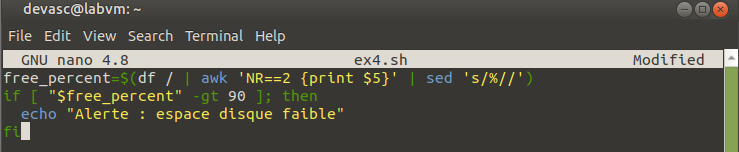 devasc@labvm: ~
File Edit View Search Terminal Help
GNU nano 4.8 ex4.sh Modified
free_percent=$(df / | awk 'NR==2 {print $5}' | sed 's/%//')
if [ "$free_percent" -gt 90 ]; then
  echo "Alerte : espace disque faible"
fi